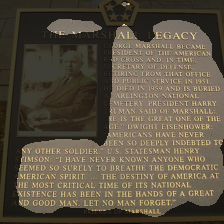 THE MARSHALL LEGACY
GEORGE MARSHALL BECAME
PRESIDENT OF THE AMERICAN
RED CROSS AND, IN TIME,
SECRETARY OF DEFENSE,
RETIRING FROM THAT OFFICE
AND PUBLIC SERVICE IN 1951.
DIED IN 1959 AND IS BURIED
ARLINGTON NATIONAL
CEMETERY. PRESIDENT HARRY
TRUMAN SAID OF MARSHALL:
HE IS THE GREAT ONE OF THE
AGE." DWIGHT EISENHOWER:
AMERICANS HAVE NEVER
BEEN SO DEEPLY INDEBTED TO
ANY OTHER SOLDIER." U.S. STATESMAN HENRY
STIMSON: "I HAVE NEVER KNOWN ANYONE WHO
SEEMED SO SURELY TO BREATHE THE DEMOCRATIC
AMERICAN SPIRIT. ... THE DESTINY OF AMERICA AT
THE MOST CRITICAL TIME OF ITS NATIONAL
EXISTENCE HAS BEEN IN THE HANDS OF A GREAT
AND GOOD MAN. LET NO MAN FORGET."
MARSHALL